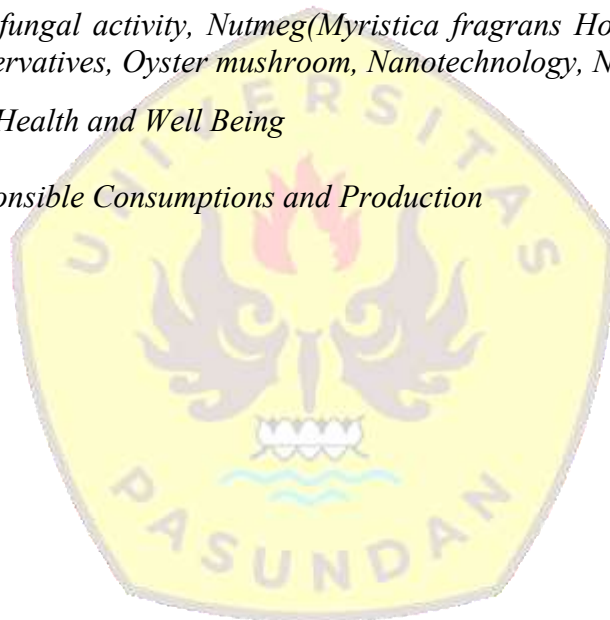 fungal activity, Nutmeg(Myristica fragrans Ho
ervatives, Oyster mushroom, Nanotechnology, N
Health and Well Being
onsible Consumptions and Production
UNIVERSITAS
PASUNDAN